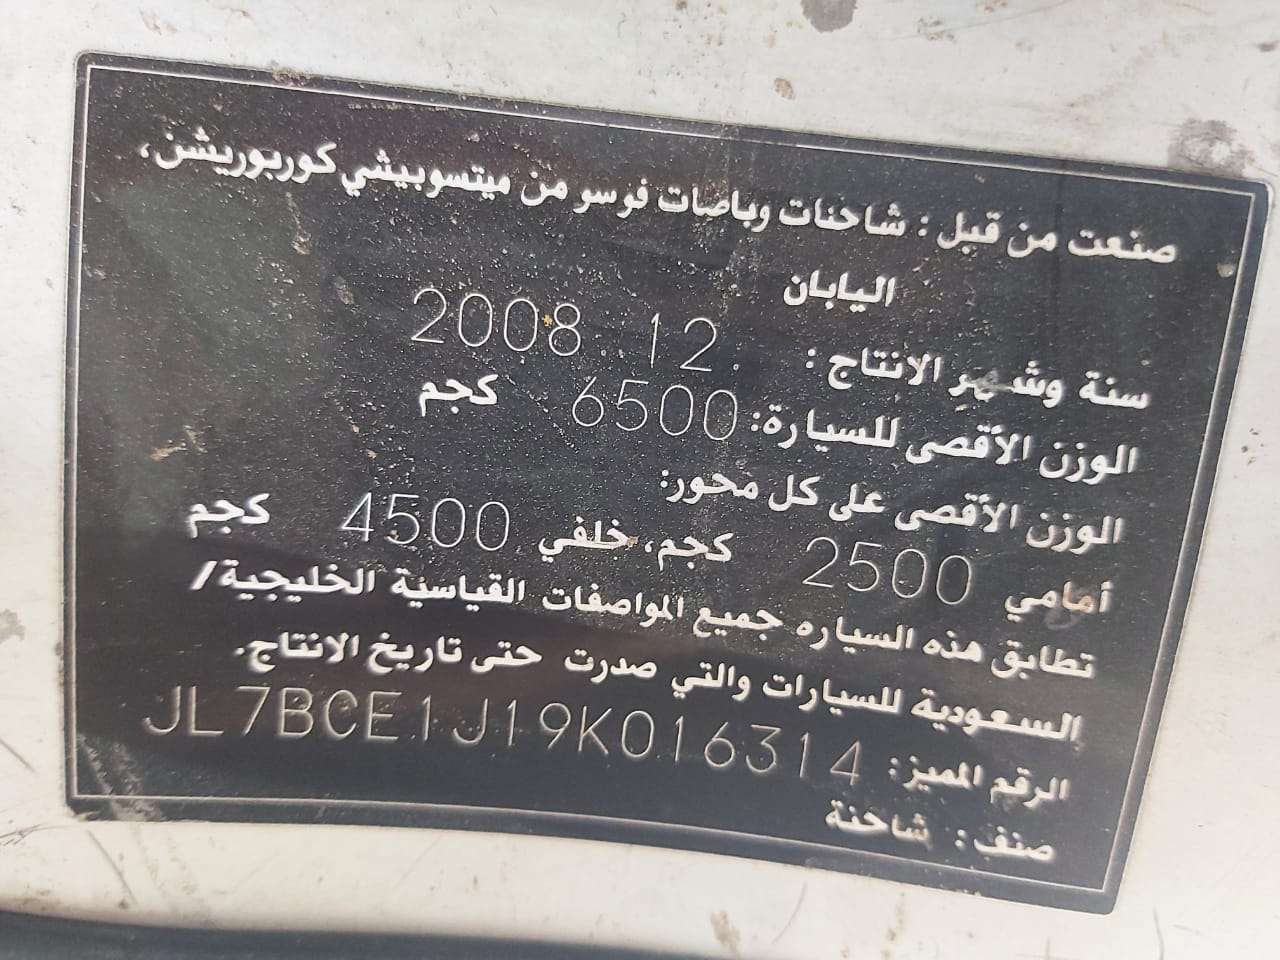 صنعت من قبل : شاحنات وباصات فوسو من ميتسوبيشي كوربوريشن،
اليابان
سنة وشهر الانتاج : 2008. 12.
الوزن الأقصى للسيارة: 6500 كجم
الوزن الأقصى على كل محور:
أمامي 2500 كجم، خلفي 4500 كجم
تطابق هذه السياره جميع المواصفات القياسية الخليجية/
السعودية للسيارات والتي صدرت حتى تاريخ الانتاج.
الرقم المميز: JL7BCE1J19K016314
صنف : شاحنة